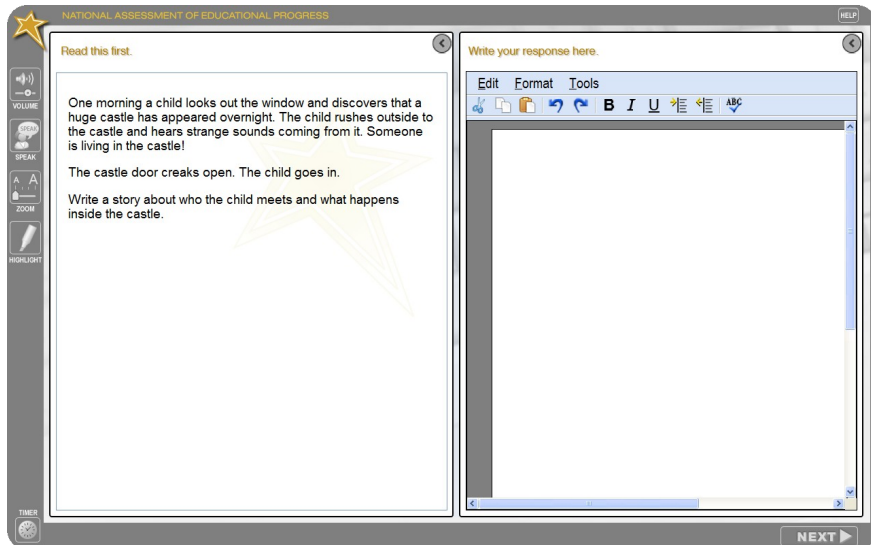 NATIONAL ASSESSMENT OF EDUCATIONAL PROGRESS
HELP
VOLUME
SPEAK
SPEAK
A A
ZOOM
HIGHLIGHT
TIMER
Read this first.
One morning a child looks out the window and discovers that a
huge castle has appeared overnight. The child rushes outside to
the castle and hears strange sounds coming from it. Someone
is living in the castle!
The castle door creaks open. The child goes in.
Write a story about who the child meets and what happens
inside the castle.
Write your response here.
Edit Format Tools
B I U ABC
NEXT